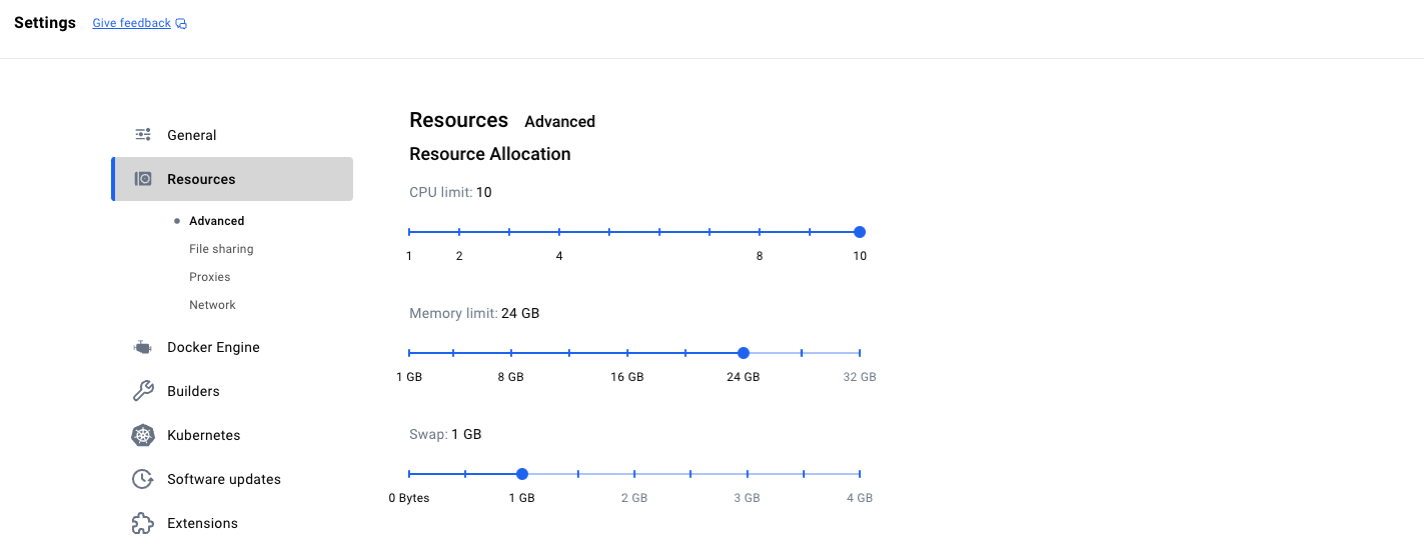 Settings Give feedback
General
Resources
Advanced
File sharing
Proxies
Network
Docker Engine
Builders
Kubernetes
Software updates
Extensions
Resources Advanced
Resource Allocation
CPU limit: 10
1 2 4 8 10
Memory limit: 24 GB
1 GB 8 GB 16 GB 24 GB 32 GB
Swap: 1 GB
0 Bytes 1 GB 2 GB 3 GB 4 GB